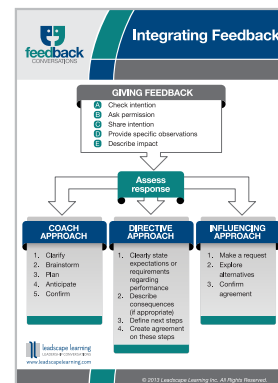 feedback
CONVERSATIONS
Integrating Feedback
GIVING FEEDBACK
A Check intention
B Ask permission
C Share intention
D Provide specific observations
E Describe impact
Assess
response
COACH
APPROACH
1. Clarify
2. Brainstorm
3. Plan
4. Anticipate
5. Confirm
DIRECTIVE
APPROACH
1. Clearly state
expectations or
requirements
regarding
performance
2. Describe
consequences
(if appropriate)
3. Define next steps
4. Create agreement
on these steps
INFLUENCING
APPROACH
1. Make a request
2. Explore
alternatives
3. Confirm
agreement
leadscape learning
www.leadscapelearning.com
© 2013 Leadscape Learning Inc. All Rights Reserved.